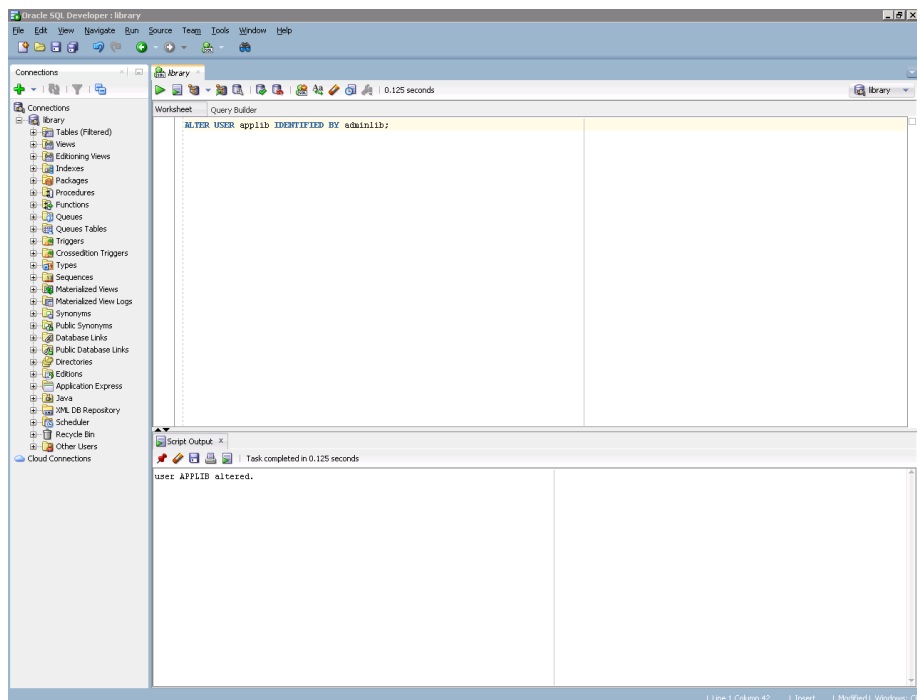 Oracle SQL Developer : library
File Edit View Navigate Run Source Team Tools Window Help
Connections
library
0.125 seconds
library
Worksheet Query Builder
ALTER USER applib IDENTIFIED BY adminlib;
Connections
library
Tables (Filtered)
Views
Editioning Views
Indexes
Packages
Procedures
Functions
Queues
Queues Tables
Triggers
Crossedition Triggers
Types
Sequences
Materialized Views
Materialized View Logs
Synonyms
Public Synonyms
Database Links
Public Database Links
Directories
Editions
Application Express
Java
XML DB Repository
Scheduler
Recycle Bin
Other Users
Cloud Connections
Script Output
Task completed in 0.125 seconds
user APPLIB altered.
Line 1 Column 42 Insert Modified Windows: